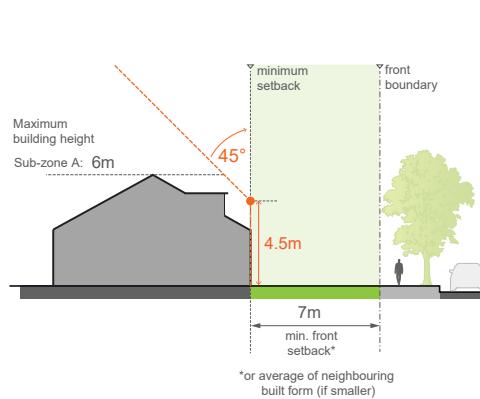 minimum
setback
front
boundary
Maximum
building height
Sub-zone A: 6m
45°
4.5m
7m
min. front
setback*
*or average of neighbouring
built form (if smaller)